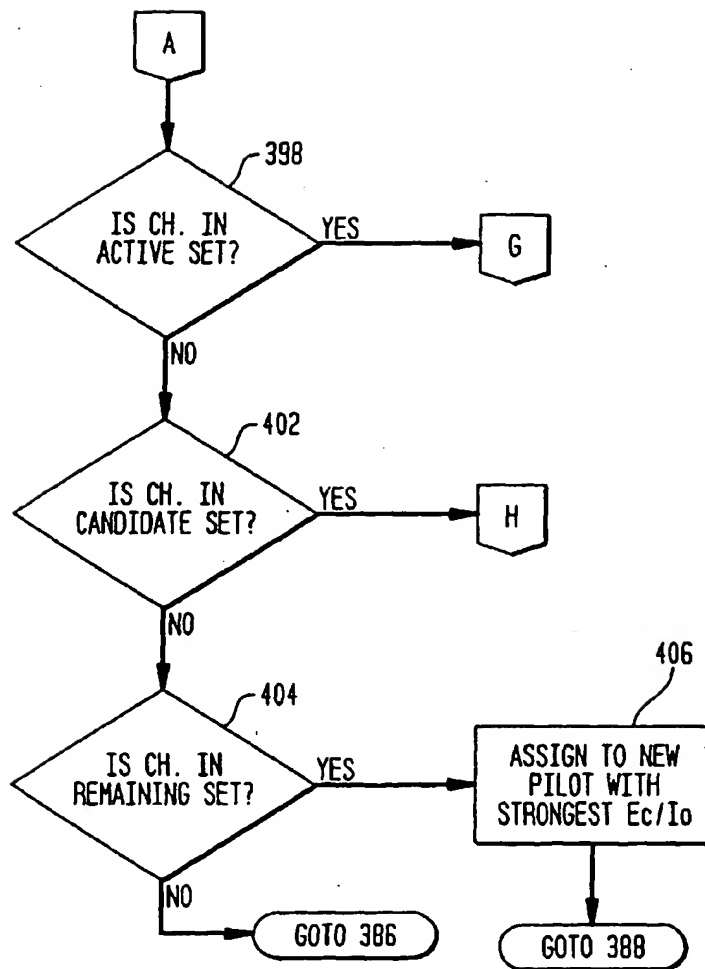 A
398
IS CH. IN
ACTIVE SET?
YES
G
NO
402
IS CH. IN
CANDIDATE SET?
YES
H
NO
404
IS CH. IN
REMAINING SET?
YES
406
ASSIGN TO NEW
PILOT WITH
STRONGEST Ec/Io
NO
GOTO 386
GOTO 388